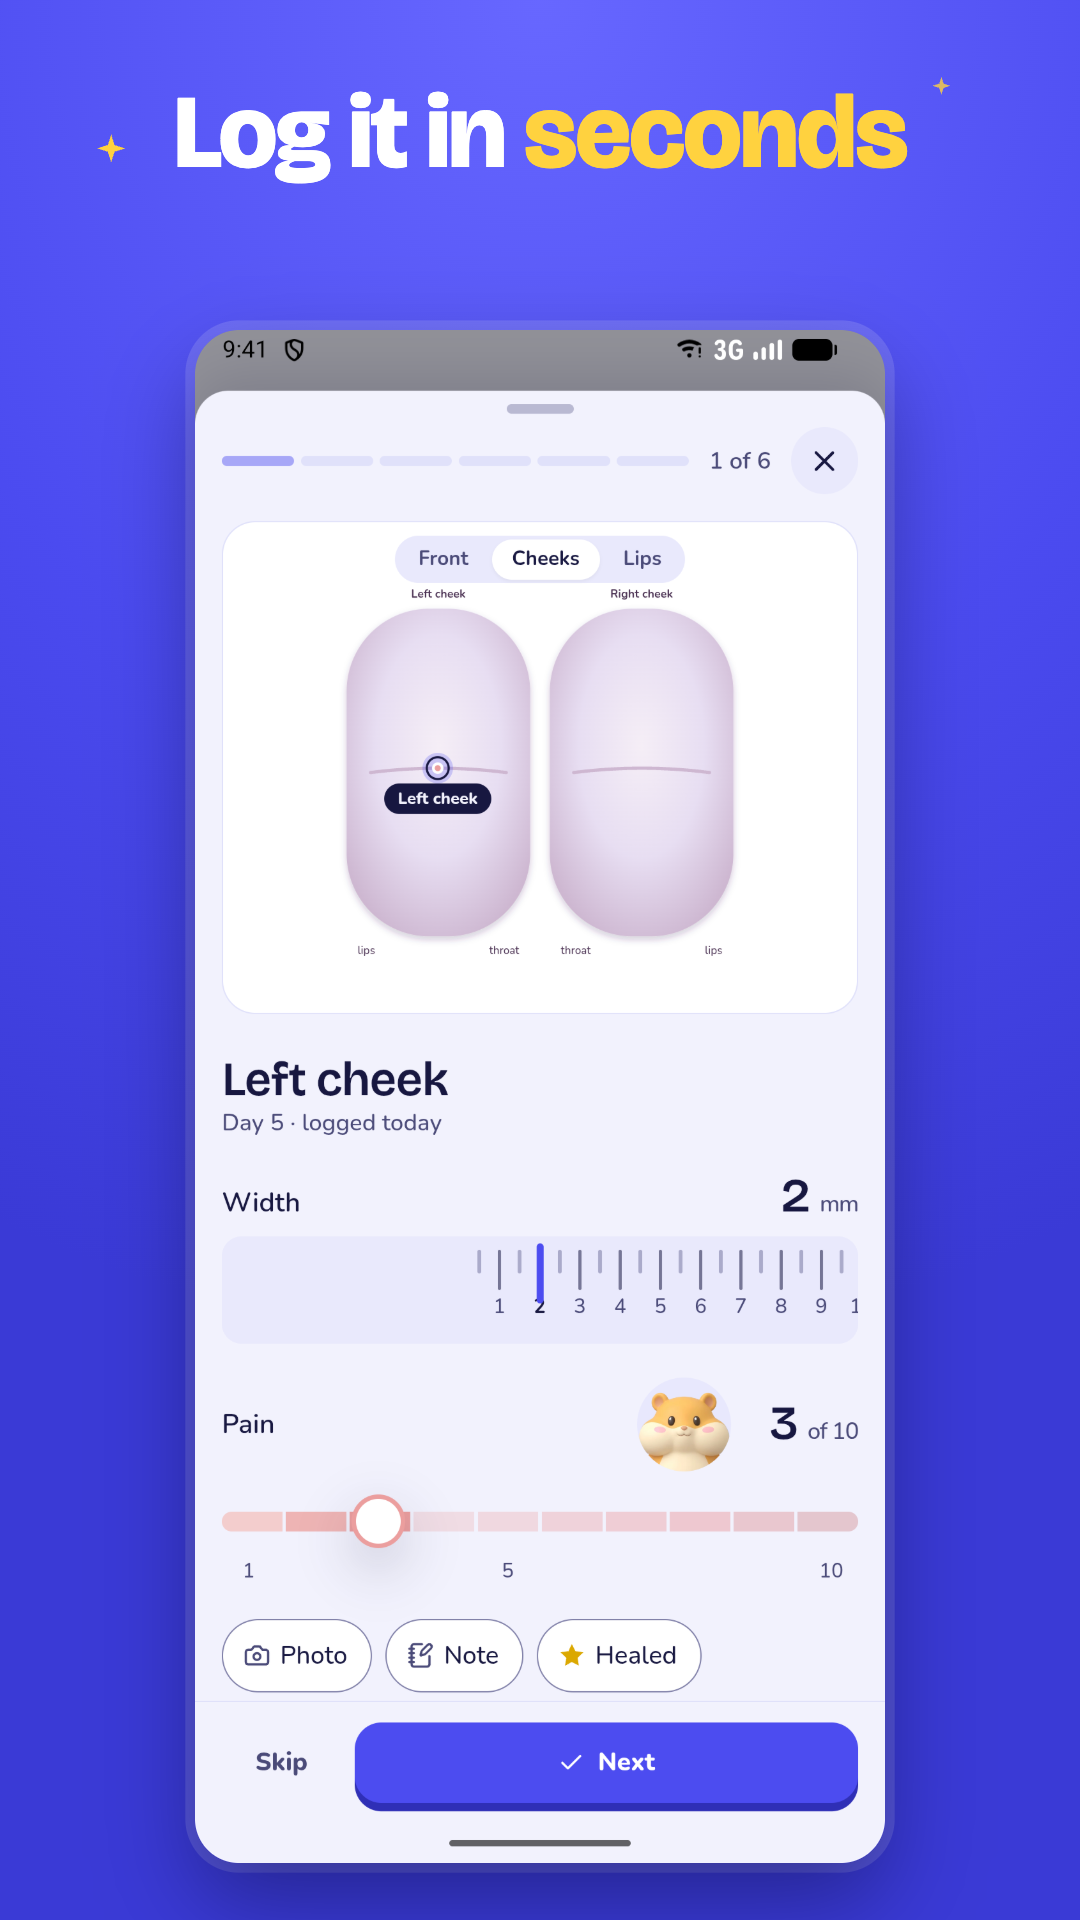 Log it in seconds
9:41
3G
1 of 6
Front Cheeks Lips
Left cheek Right cheek
Left cheek
lips throat throat lips
Left cheek
Day 5 · logged today
Width 2 mm
1 2 3 4 5 6 7 8 9 1
Pain 3 of 10
1 5 10
Photo Note Healed
Skip Next